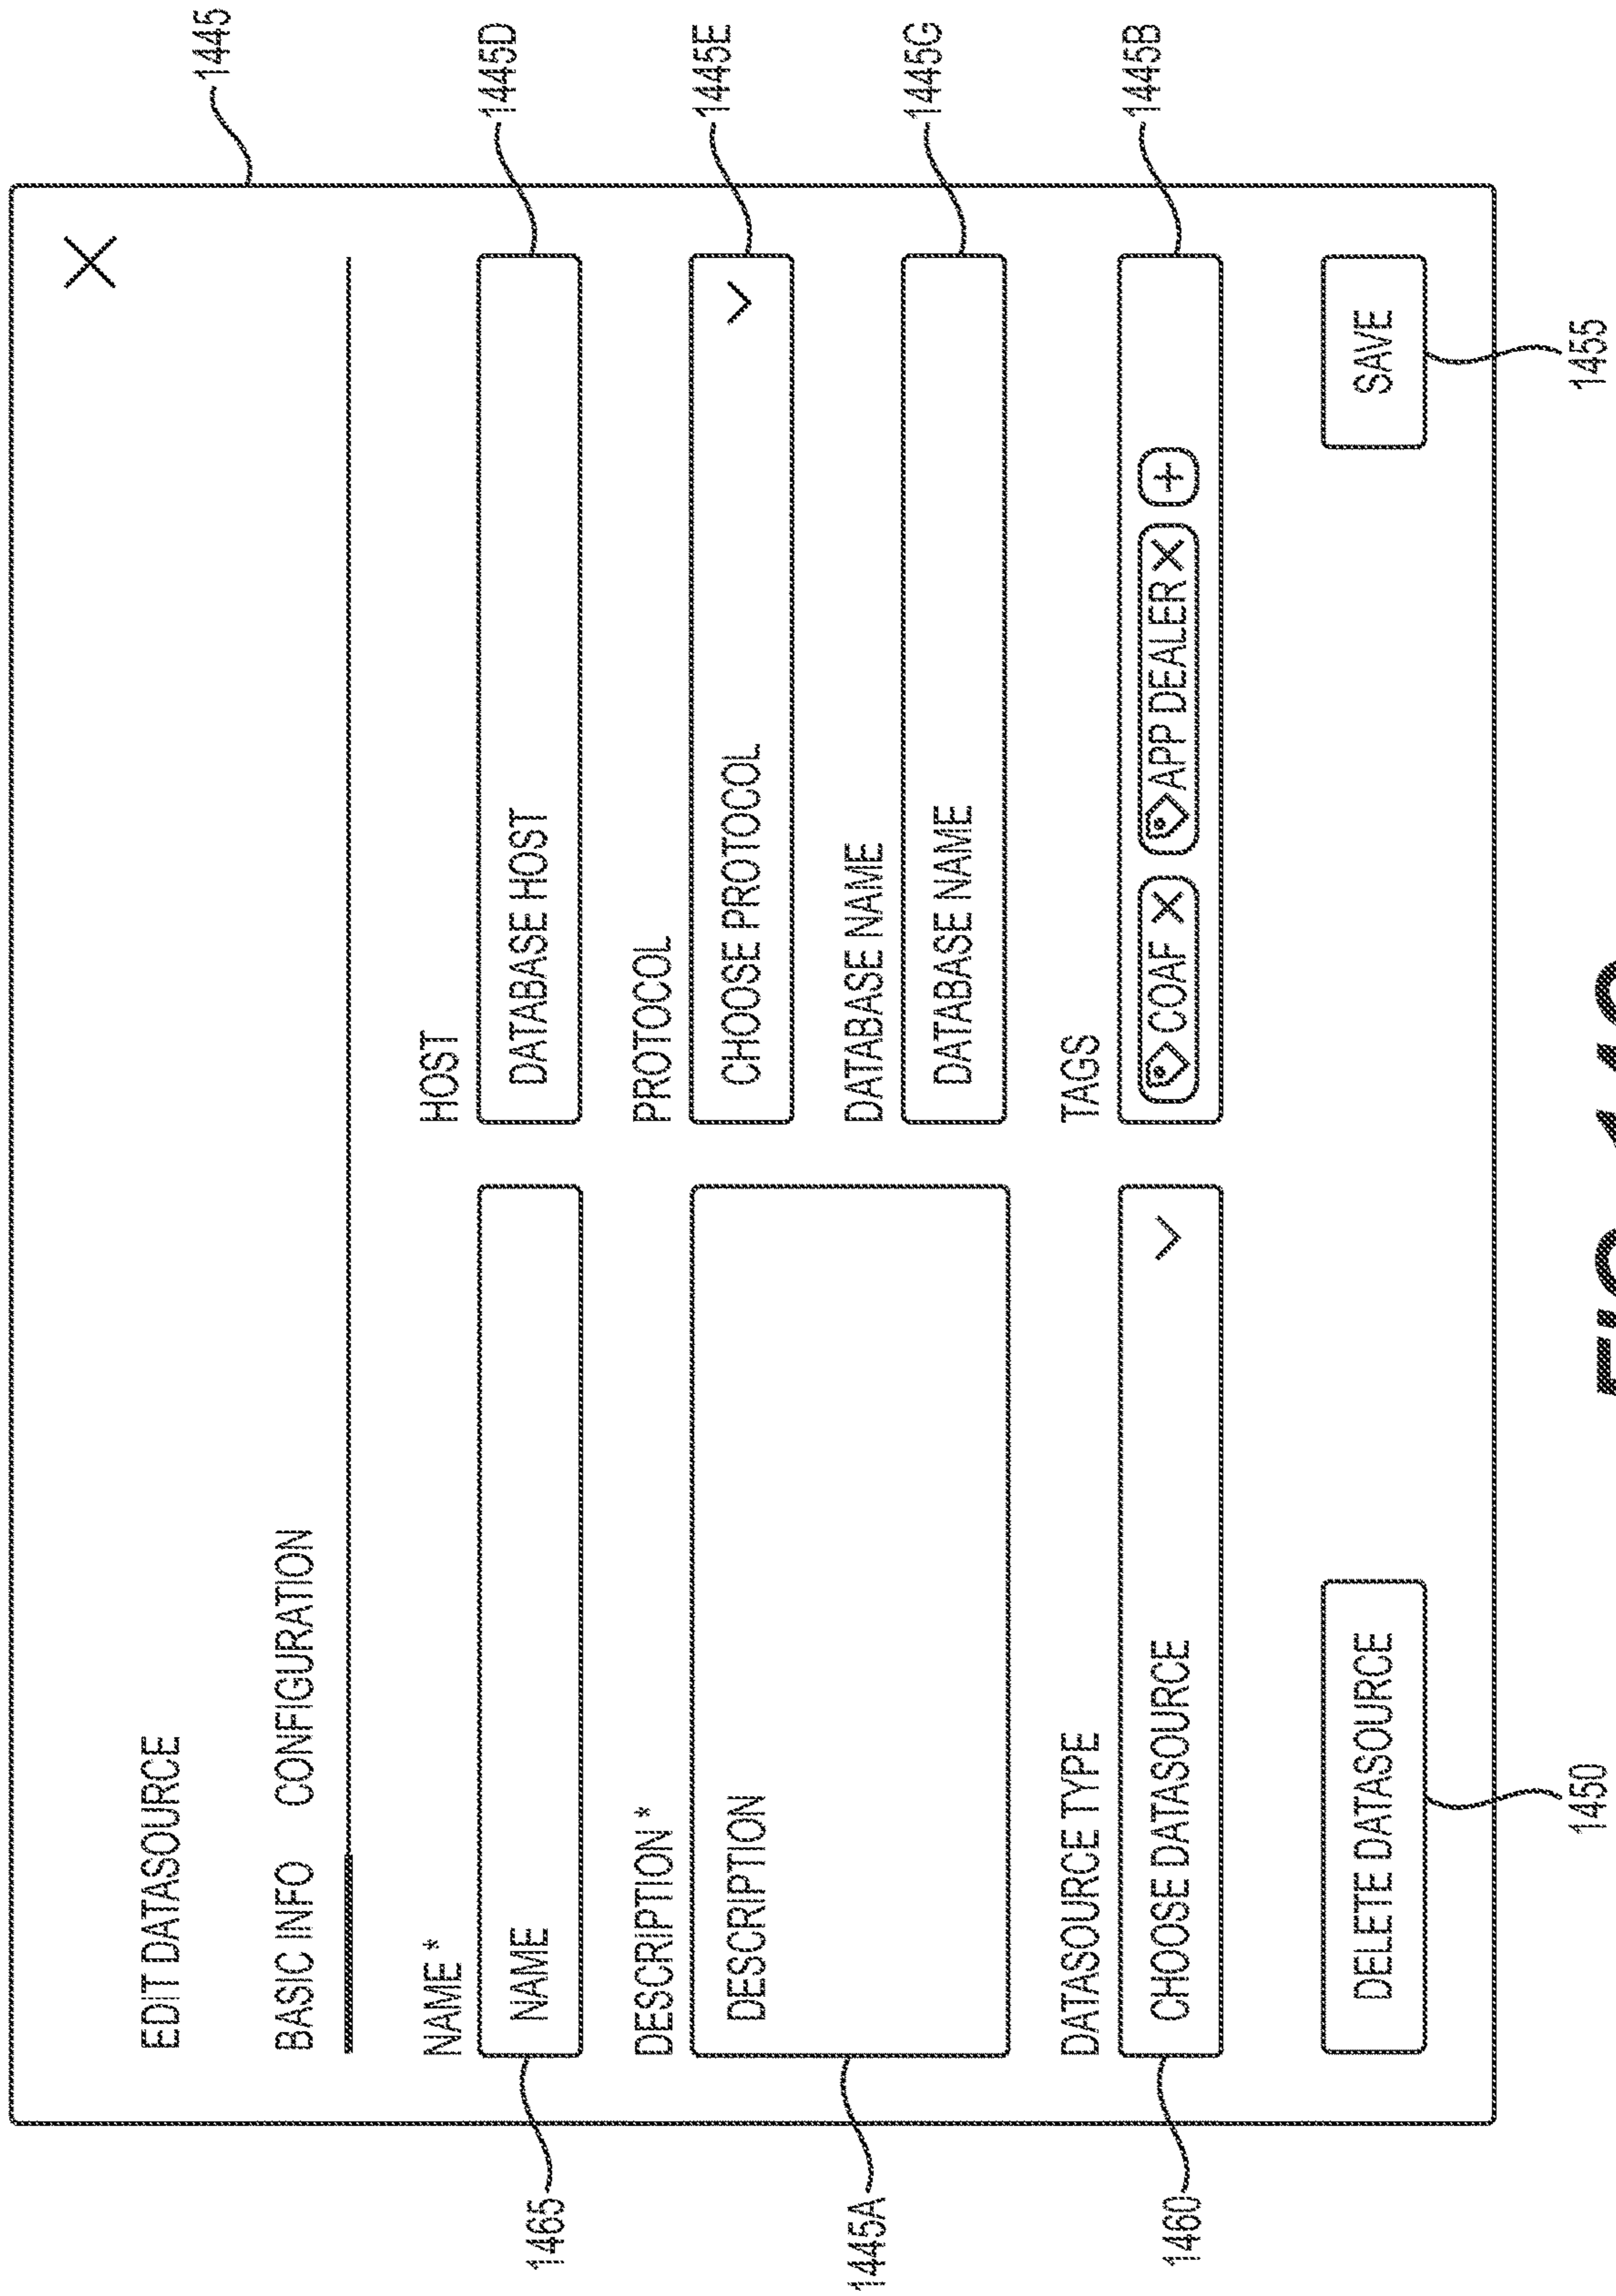 1445
EDIT DATASOURCE
BASIC INFO CONFIGURATION
NAME * HOST
1465 NAME DATABASE HOST 1445D
DESCRIPTION * PROTOCOL
DESCRIPTION CHOOSE PROTOCOL 1445E
1445A
DATABASE NAME
DATABASE NAME 1445G
DATASOURCE TYPE TAGS
1460 CHOOSE DATASOURCE COAF X APP DEALER X + 1445B
DELETE DATASOURCE SAVE
1450 1455